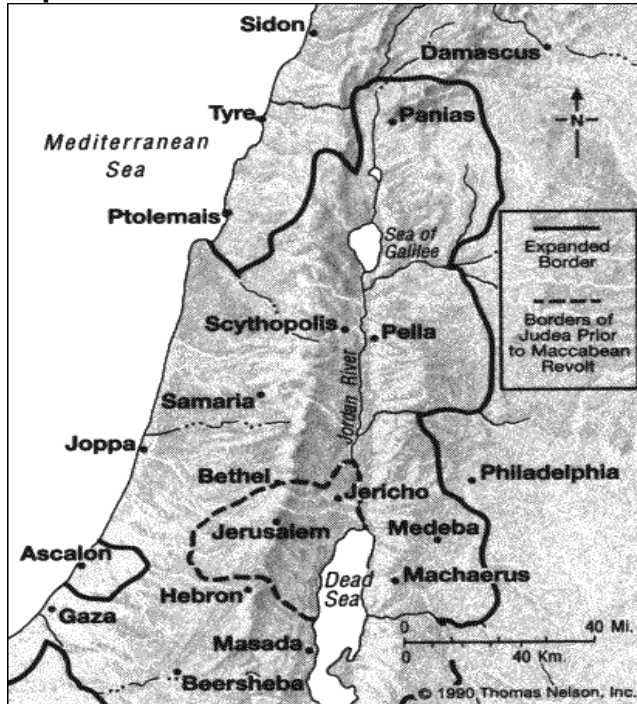 Sidon
Damascus
Tyre
Panias
N
Mediterranean
Sea
Ptolemais
Sea of
Galilee
Expanded
Border
Borders of
Judea Prior
to Maccabean
Revolt
Scythopolis
Pella
Jordan River
Samaria
Joppa
Bethel
Jericho
Philadelphia
Jerusalem
Medeba
Ascalon
Dead
Sea
Machaerus
Hebron
Gaza
0 40 Mi.
Masada
0 40 Km.
Beersheba
© 1990 Thomas Nelson, Inc.